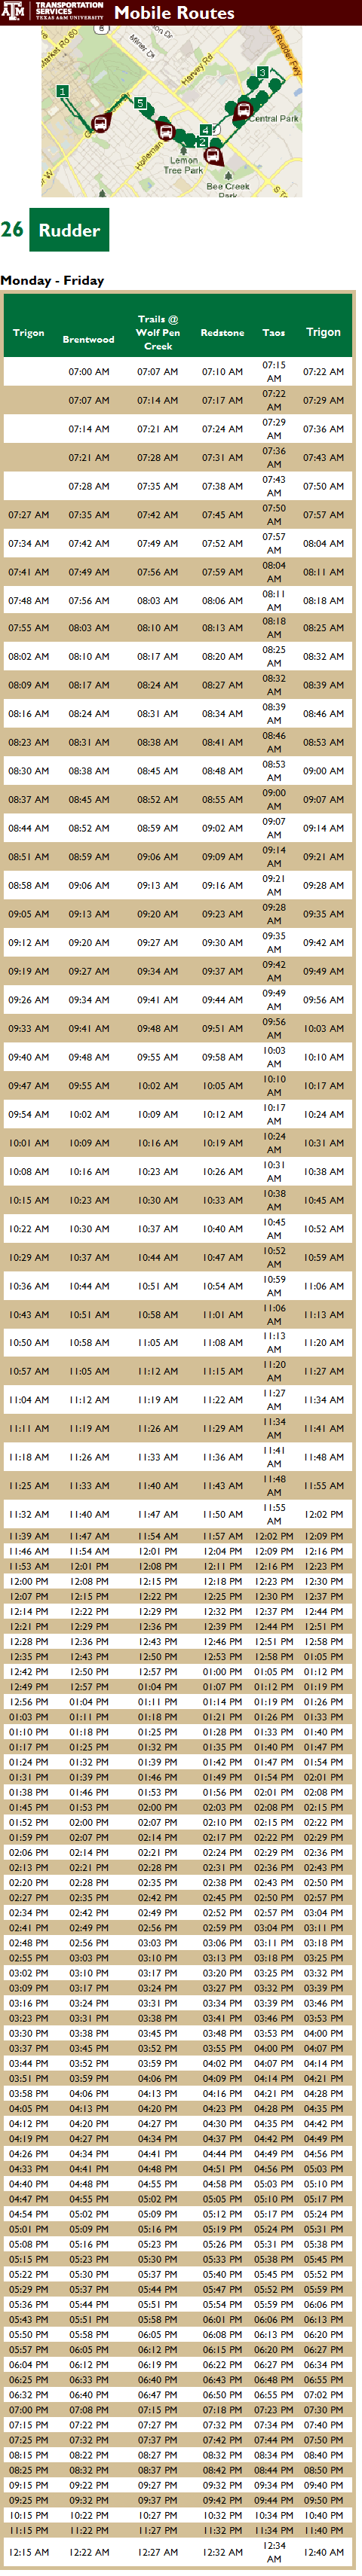 ĀM TRANSPORTATION SERVICES TEXAS A&M UNIVERSITY Mobile Routes
6
Market Rd 60
Milner Dr
Harvey Rd
Earl Rudder Fwy
1
5
3
4
2
Central Park
Holleman
Lemon
Tree Park
Bee Creek
Park
26 Rudder
Monday - Friday
Trigon Brentwood Trails @ Wolf Pen Creek Redstone Taos Trigon
07:00 AM 07:07 AM 07:10 AM 07:15 AM 07:22 AM
07:07 AM 07:14 AM 07:17 AM 07:22 AM 07:29 AM
07:14 AM 07:21 AM 07:24 AM 07:29 AM 07:36 AM
07:21 AM 07:28 AM 07:31 AM 07:36 AM 07:43 AM
07:28 AM 07:35 AM 07:38 AM 07:43 AM 07:50 AM
07:27 AM 07:35 AM 07:42 AM 07:45 AM 07:50 AM 07:57 AM
07:34 AM 07:42 AM 07:49 AM 07:52 AM 07:57 AM 08:04 AM
07:41 AM 07:49 AM 07:56 AM 07:59 AM 08:04 AM 08:11 AM
07:48 AM 07:56 AM 08:03 AM 08:06 AM 08:11 AM 08:18 AM
07:55 AM 08:03 AM 08:10 AM 08:13 AM 08:18 AM 08:25 AM
08:02 AM 08:10 AM 08:17 AM 08:20 AM 08:25 AM 08:32 AM
08:09 AM 08:17 AM 08:24 AM 08:27 AM 08:32 AM 08:39 AM
08:16 AM 08:24 AM 08:31 AM 08:34 AM 08:39 AM 08:46 AM
08:23 AM 08:31 AM 08:38 AM 08:41 AM 08:46 AM 08:53 AM
08:30 AM 08:38 AM 08:45 AM 08:48 AM 08:53 AM 09:00 AM
08:37 AM 08:45 AM 08:52 AM 08:55 AM 09:00 AM 09:07 AM
08:44 AM 08:52 AM 08:59 AM 09:02 AM 09:07 AM 09:14 AM
08:51 AM 08:59 AM 09:06 AM 09:09 AM 09:14 AM 09:21 AM
08:58 AM 09:06 AM 09:13 AM 09:16 AM 09:21 AM 09:28 AM
09:05 AM 09:13 AM 09:20 AM 09:23 AM 09:28 AM 09:35 AM
09:12 AM 09:20 AM 09:27 AM 09:30 AM 09:35 AM 09:42 AM
09:19 AM 09:27 AM 09:34 AM 09:37 AM 09:42 AM 09:49 AM
09:26 AM 09:34 AM 09:41 AM 09:44 AM 09:49 AM 09:56 AM
09:33 AM 09:41 AM 09:48 AM 09:51 AM 09:56 AM 10:03 AM
09:40 AM 09:48 AM 09:55 AM 09:58 AM 10:03 AM 10:10 AM
09:47 AM 09:55 AM 10:02 AM 10:05 AM 10:10 AM 10:17 AM
09:54 AM 10:02 AM 10:09 AM 10:12 AM 10:17 AM 10:24 AM
10:01 AM 10:09 AM 10:16 AM 10:19 AM 10:24 AM 10:31 AM
10:08 AM 10:16 AM 10:23 AM 10:26 AM 10:31 AM 10:38 AM
10:15 AM 10:23 AM 10:30 AM 10:33 AM 10:38 AM 10:45 AM
10:22 AM 10:30 AM 10:37 AM 10:40 AM 10:45 AM 10:52 AM
10:29 AM 10:37 AM 10:44 AM 10:47 AM 10:52 AM 10:59 AM
10:36 AM 10:44 AM 10:51 AM 10:54 AM 10:59 AM 11:06 AM
10:43 AM 10:51 AM 10:58 AM 11:01 AM 11:06 AM 11:13 AM
10:50 AM 10:58 AM 11:05 AM 11:08 AM 11:13 AM 11:20 AM
10:57 AM 11:05 AM 11:12 AM 11:15 AM 11:20 AM 11:27 AM
11:04 AM 11:12 AM 11:19 AM 11:22 AM 11:27 AM 11:34 AM
11:11 AM 11:19 AM 11:26 AM 11:29 AM 11:34 AM 11:41 AM
11:18 AM 11:26 AM 11:33 AM 11:36 AM 11:41 AM 11:48 AM
11:25 AM 11:33 AM 11:40 AM 11:43 AM 11:48 AM 11:55 AM
11:32 AM 11:40 AM 11:47 AM 11:50 AM 11:55 AM 12:02 PM
11:39 AM 11:47 AM 11:54 AM 11:57 AM 12:02 PM 12:09 PM
11:46 AM 11:54 AM 12:01 PM 12:04 PM 12:09 PM 12:16 PM
11:53 AM 12:01 PM 12:08 PM 12:11 PM 12:16 PM 12:23 PM
12:00 PM 12:08 PM 12:15 PM 12:18 PM 12:23 PM 12:30 PM
12:07 PM 12:15 PM 12:22 PM 12:25 PM 12:30 PM 12:37 PM
12:14 PM 12:22 PM 12:29 PM 12:32 PM 12:37 PM 12:44 PM
12:21 PM 12:29 PM 12:36 PM 12:39 PM 12:44 PM 12:51 PM
12:28 PM 12:36 PM 12:43 PM 12:46 PM 12:51 PM 12:58 PM
12:35 PM 12:43 PM 12:50 PM 12:53 PM 12:58 PM 01:05 PM
12:42 PM 12:50 PM 12:57 PM 01:00 PM 01:05 PM 01:12 PM
12:49 PM 12:57 PM 01:04 PM 01:07 PM 01:12 PM 01:19 PM
12:56 PM 01:04 PM 01:11 PM 01:14 PM 01:19 PM 01:26 PM
01:03 PM 01:11 PM 01:18 PM 01:21 PM 01:26 PM 01:33 PM
01:10 PM 01:18 PM 01:25 PM 01:28 PM 01:33 PM 01:40 PM
01:17 PM 01:25 PM 01:32 PM 01:35 PM 01:40 PM 01:47 PM
01:24 PM 01:32 PM 01:39 PM 01:42 PM 01:47 PM 01:54 PM
01:31 PM 01:39 PM 01:46 PM 01:49 PM 01:54 PM 02:01 PM
01:38 PM 01:46 PM 01:53 PM 01:56 PM 02:01 PM 02:08 PM
01:45 PM 01:53 PM 02:00 PM 02:03 PM 02:08 PM 02:15 PM
01:52 PM 02:00 PM 02:07 PM 02:10 PM 02:15 PM 02:22 PM
01:59 PM 02:07 PM 02:14 PM 02:17 PM 02:22 PM 02:29 PM
02:06 PM 02:14 PM 02:21 PM 02:24 PM 02:29 PM 02:36 PM
02:13 PM 02:21 PM 02:28 PM 02:31 PM 02:36 PM 02:43 PM
02:20 PM 02:28 PM 02:35 PM 02:38 PM 02:43 PM 02:50 PM
02:27 PM 02:35 PM 02:42 PM 02:45 PM 02:50 PM 02:57 PM
02:34 PM 02:42 PM 02:49 PM 02:52 PM 02:57 PM 03:04 PM
02:41 PM 02:49 PM 02:56 PM 02:59 PM 03:04 PM 03:11 PM
02:48 PM 02:56 PM 03:03 PM 03:06 PM 03:11 PM 03:18 PM
02:55 PM 03:03 PM 03:10 PM 03:13 PM 03:18 PM 03:25 PM
03:02 PM 03:10 PM 03:17 PM 03:20 PM 03:25 PM 03:32 PM
03:09 PM 03:17 PM 03:24 PM 03:27 PM 03:32 PM 03:39 PM
03:16 PM 03:24 PM 03:31 PM 03:34 PM 03:39 PM 03:46 PM
03:23 PM 03:31 PM 03:38 PM 03:41 PM 03:46 PM 03:53 PM
03:30 PM 03:38 PM 03:45 PM 03:48 PM 03:53 PM 04:00 PM
03:37 PM 03:45 PM 03:52 PM 03:55 PM 04:00 PM 04:07 PM
03:44 PM 03:52 PM 03:59 PM 04:02 PM 04:07 PM 04:14 PM
03:51 PM 03:59 PM 04:06 PM 04:09 PM 04:14 PM 04:21 PM
03:58 PM 04:06 PM 04:13 PM 04:16 PM 04:21 PM 04:28 PM
04:05 PM 04:13 PM 04:20 PM 04:23 PM 04:28 PM 04:35 PM
04:12 PM 04:20 PM 04:27 PM 04:30 PM 04:35 PM 04:42 PM
04:19 PM 04:27 PM 04:34 PM 04:37 PM 04:42 PM 04:49 PM
04:26 PM 04:34 PM 04:41 PM 04:44 PM 04:49 PM 04:56 PM
04:33 PM 04:41 PM 04:48 PM 04:51 PM 04:56 PM 05:03 PM
04:40 PM 04:48 PM 04:55 PM 04:58 PM 05:03 PM 05:10 PM
04:47 PM 04:55 PM 05:02 PM 05:05 PM 05:10 PM 05:17 PM
04:54 PM 05:02 PM 05:09 PM 05:12 PM 05:17 PM 05:24 PM
05:01 PM 05:09 PM 05:16 PM 05:19 PM 05:24 PM 05:31 PM
05:08 PM 05:16 PM 05:23 PM 05:26 PM 05:31 PM 05:38 PM
05:15 PM 05:23 PM 05:30 PM 05:33 PM 05:38 PM 05:45 PM
05:22 PM 05:30 PM 05:37 PM 05:40 PM 05:45 PM 05:52 PM
05:29 PM 05:37 PM 05:44 PM 05:47 PM 05:52 PM 05:59 PM
05:36 PM 05:44 PM 05:51 PM 05:54 PM 05:59 PM 06:06 PM
05:43 PM 05:51 PM 05:58 PM 06:01 PM 06:06 PM 06:13 PM
05:50 PM 05:58 PM 06:05 PM 06:08 PM 06:13 PM 06:20 PM
05:57 PM 06:05 PM 06:12 PM 06:15 PM 06:20 PM 06:27 PM
06:04 PM 06:12 PM 06:19 PM 06:22 PM 06:27 PM 06:34 PM
06:25 PM 06:33 PM 06:40 PM 06:43 PM 06:48 PM 06:55 PM
06:32 PM 06:40 PM 06:47 PM 06:50 PM 06:55 PM 07:02 PM
07:00 PM 07:08 PM 07:15 PM 07:18 PM 07:23 PM 07:30 PM
07:15 PM 07:22 PM 07:27 PM 07:32 PM 07:34 PM 07:40 PM
07:25 PM 07:32 PM 07:37 PM 07:42 PM 07:44 PM 07:50 PM
08:15 PM 08:22 PM 08:27 PM 08:32 PM 08:34 PM 08:40 PM
08:25 PM 08:32 PM 08:37 PM 08:42 PM 08:44 PM 08:50 PM
09:15 PM 09:22 PM 09:27 PM 09:32 PM 09:34 PM 09:40 PM
09:25 PM 09:32 PM 09:37 PM 09:42 PM 09:44 PM 09:50 PM
10:15 PM 10:22 PM 10:27 PM 10:32 PM 10:34 PM 10:40 PM
11:15 PM 11:22 PM 11:27 PM 11:32 PM 11:34 PM 11:40 PM
12:15 AM 12:22 AM 12:27 AM 12:32 AM 12:34 AM 12:40 AM